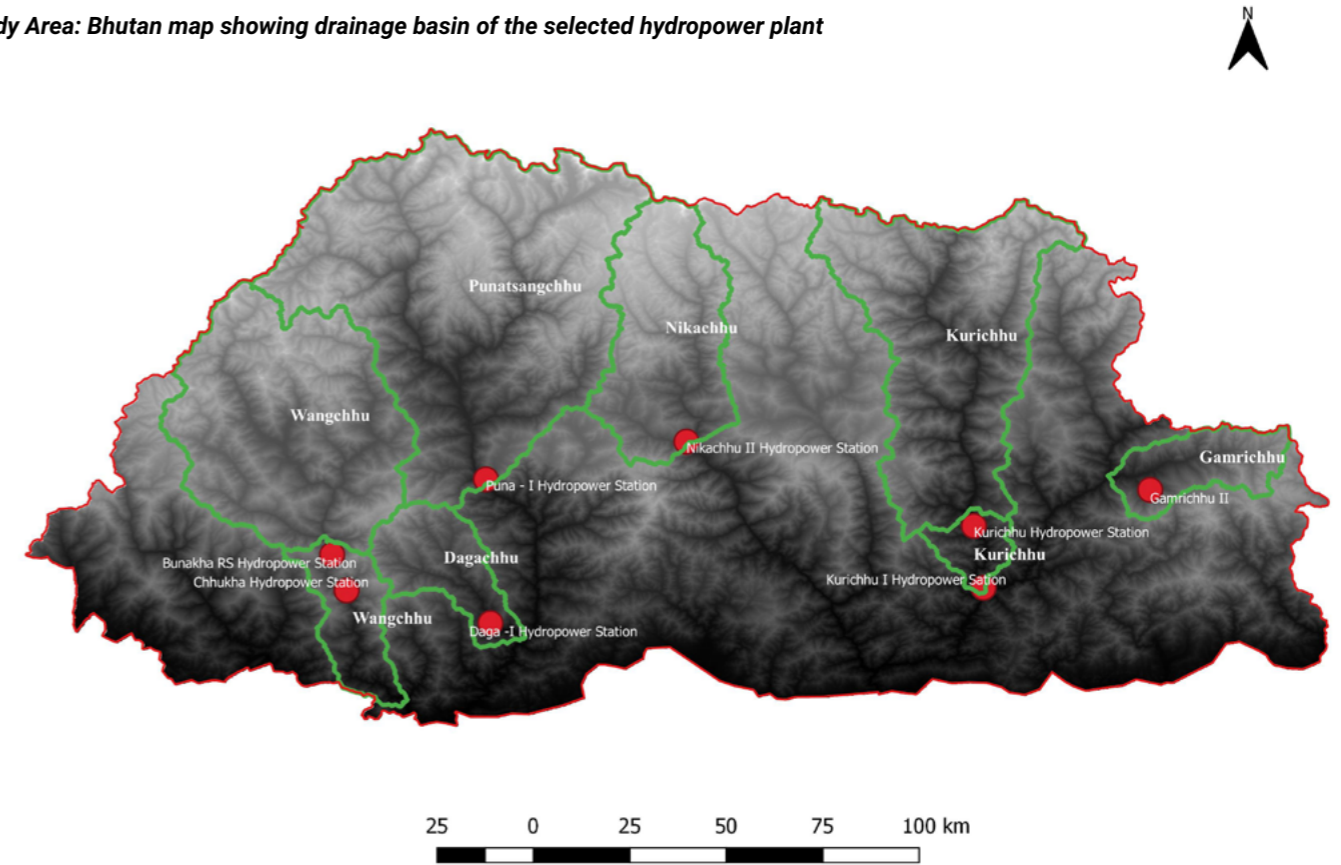 dy Area: Bhutan map showing drainage basin of the selected hydropower plant
N
Punatsangchhu
Nikachhu
Kurichhu
Wangchhu
Nikachhu II Hydropower Station
Gamrichhu
Puna - I Hydropower Station
Gamrichhu II
Kurichhu Hydropower Station
Kurichhu
Bunakha RS Hydropower Station
Dagachhu
Chhukha Hydropower Station
Kurichhu I Hydropower Sation
Wangchhu
Daga -I Hydropower Station
25 0 25 50 75 100 km